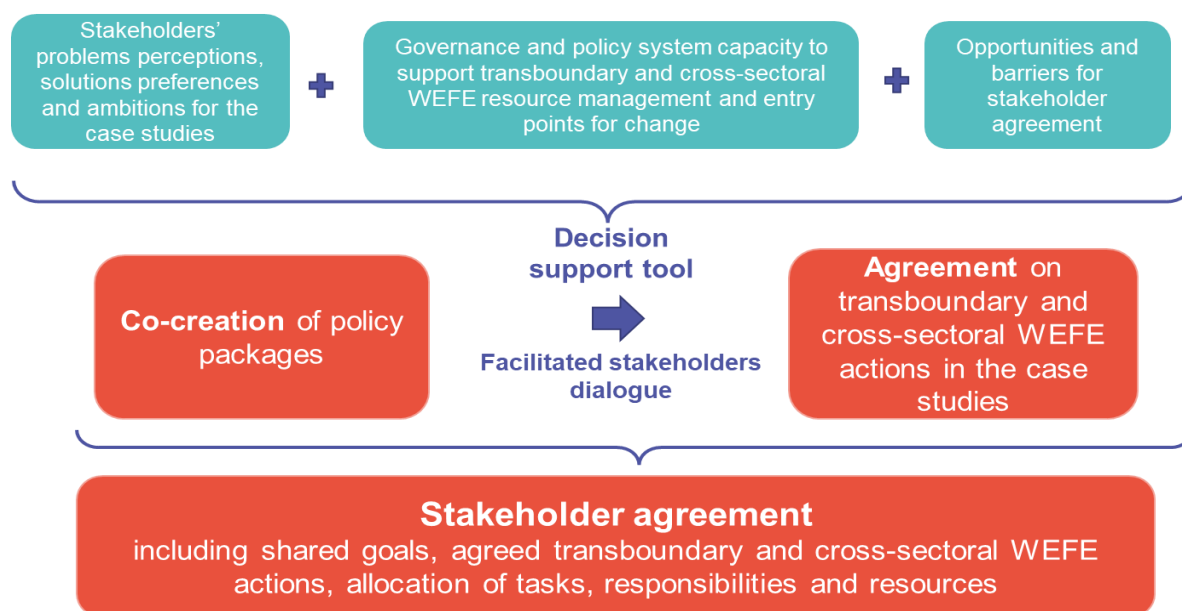 Stakeholders'
problems perceptions,
solutions preferences
and ambitions for the
case studies
Governance and policy system capacity to
support transboundary and cross-sectoral
WEFE resource management and entry
points for change
Opportunities and
barriers for
stakeholder
agreement
Co-creation of policy
packages
Decision
support tool
Facilitated stakeholders
dialogue
Agreement on
transboundary and
cross-sectoral WEFE
actions in the case
studies
Stakeholder agreement
including shared goals, agreed transboundary and cross-sectoral WEFE
actions, allocation of tasks, responsibilities and resources